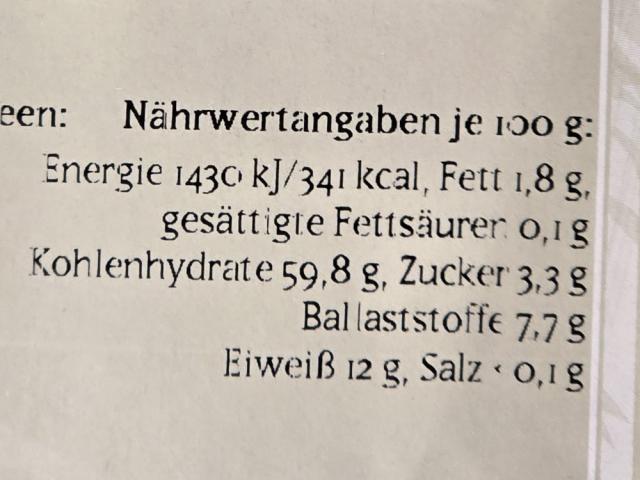 een: Nährwertangaben je 100 g:
Energie 1430 kJ/341 kcal, Fett 1,8 g,
gesättigte Fettsäuren 0,1 g
Kohlenhydrate 59,8 g, Zucker 3,3 g
Ballaststoffe 7,7 g
Eiweiß 12 g, Salz < 0,1 g